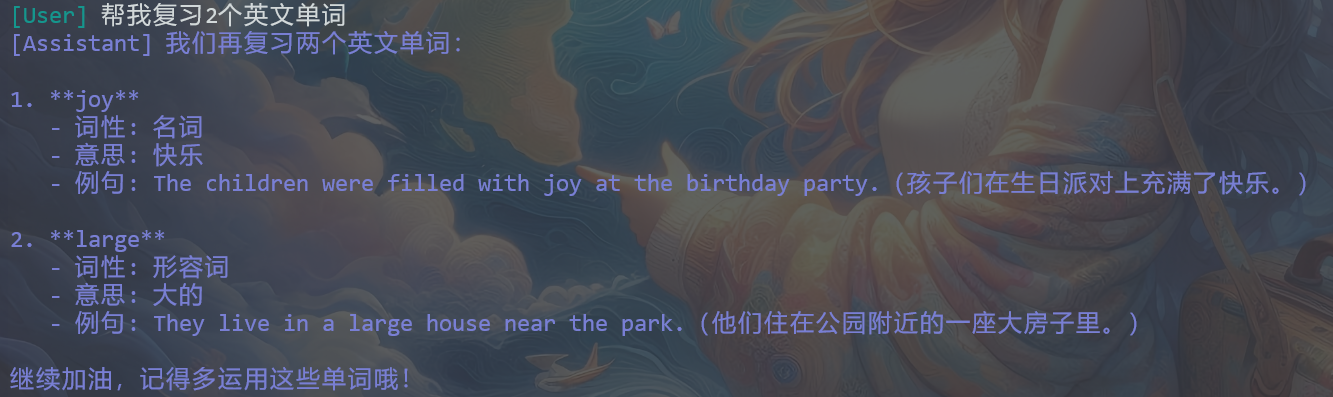 [User] 帮我复习2个英文单词
[Assistant] 我们再复习两个英文单词:
1. **joy**
- 词性: 名词
- 意思: 快乐
- 例句: The children were filled with joy at the birthday party. (孩子们在生日派对上充满了快乐。)
2. **large**
- 词性: 形容词
- 意思: 大的
- 例句: They live in a large house near the park. (他们住在公园附近的一座大房子里。)
继续加油, 记得多运用这些单词哦!